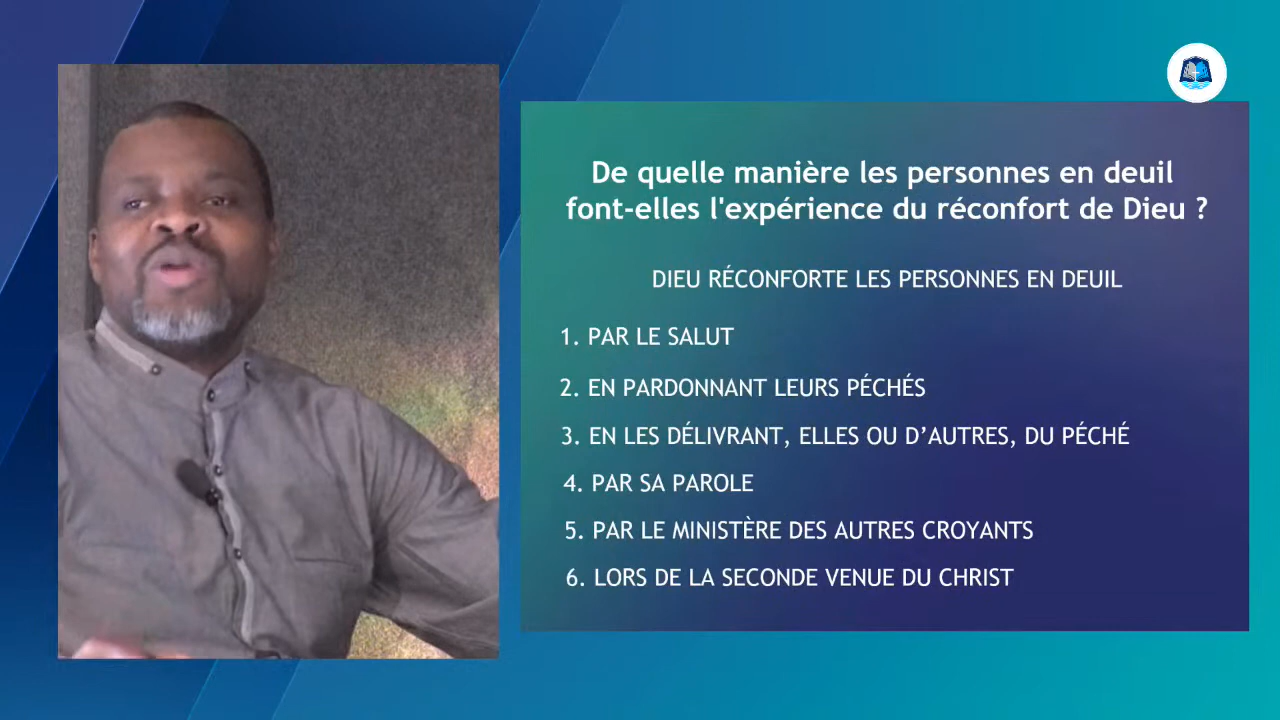 De quelle manière les personnes en deuil
font-elles l'expérience du réconfort de Dieu ?
DIEU RÉCONFORTE LES PERSONNES EN DEUIL
1. PAR LE SALUT
2. EN PARDONNANT LEURS PÉCHÉS
3. EN LES DÉLIVRANT, ELLES OU D’AUTRES, DU PÉCHÉ
4. PAR SA PAROLE
5. PAR LE MINISTÈRE DES AUTRES CROYANTS
6. LORS DE LA SECONDE VENUE DU CHRIST